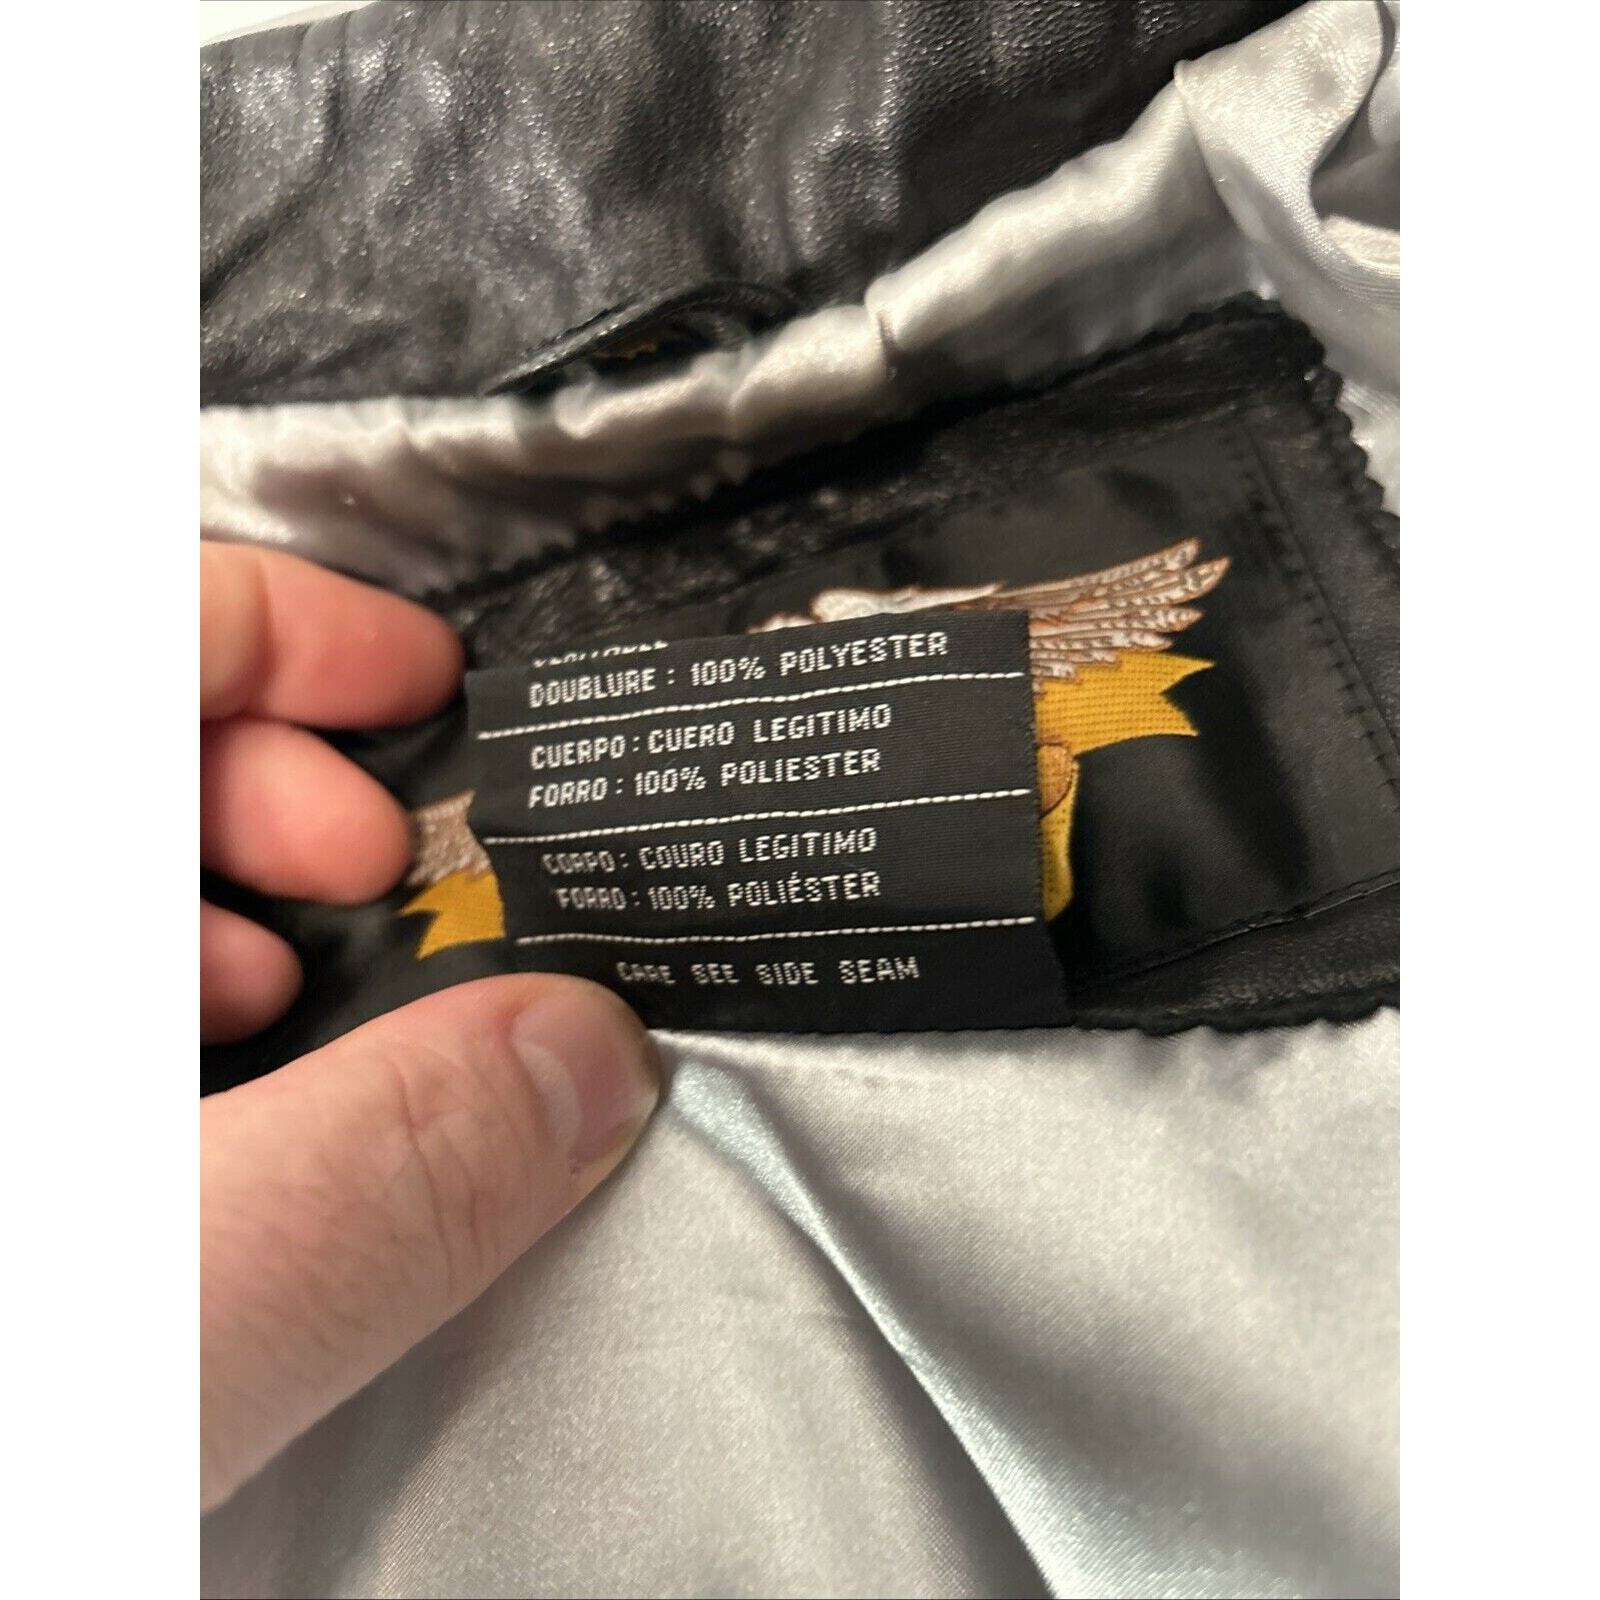 VERITABLE
DOUBLURE : 100% POLYESTER
CUERPO : CUERO LEGITIMO
FORRO : 100% POLIESTER
CORPO : COURO LEGITIMO
FORRO : 100% POLIÉSTER
CARE SEE SIDE SEAM